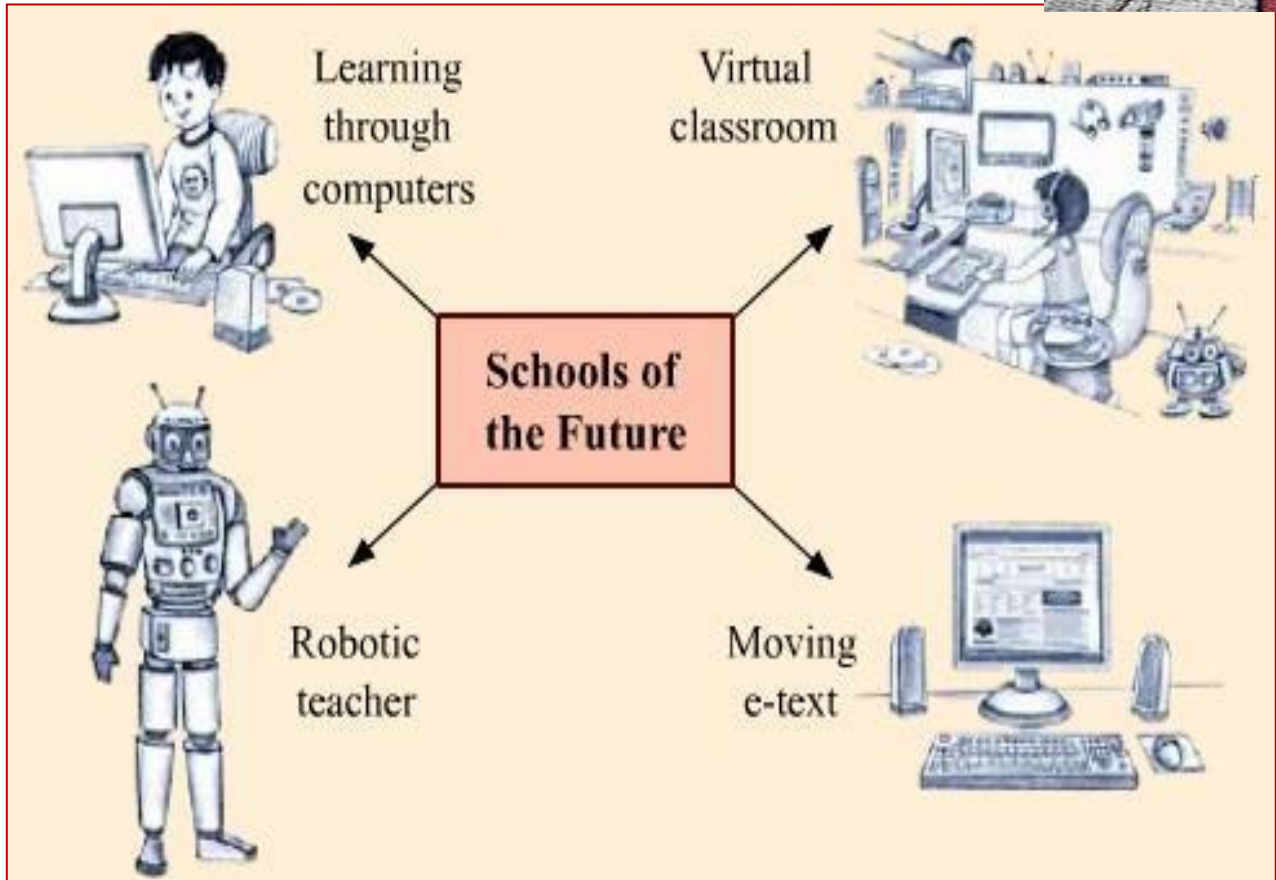 Learning
through
computers
Virtual
classroom
Schools of
the Future
Robotic
teacher
Moving
e-text